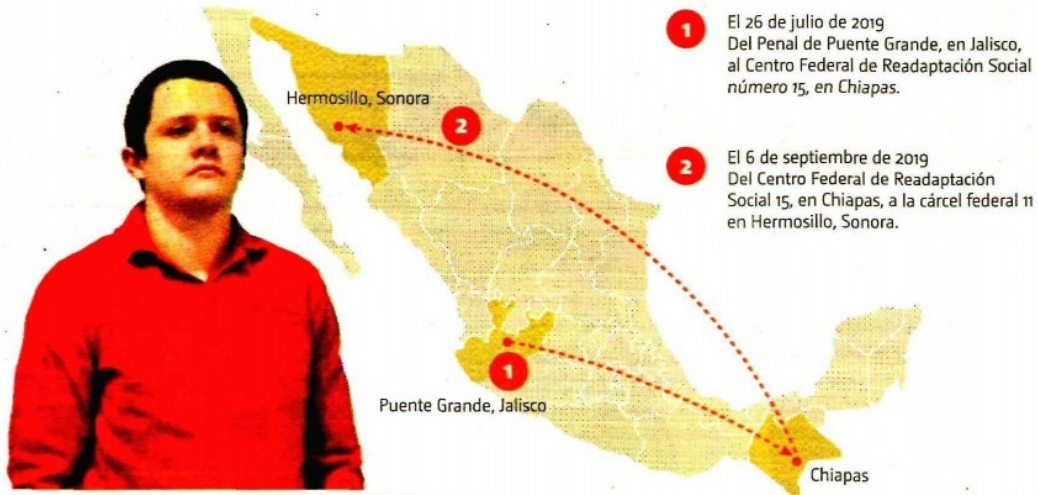 1
El 26 de julio de 2019
Del Penal de Puente Grande, en Jalisco,
al Centro Federal de Readaptación Social
número 15, en Chiapas.
2
El 6 de septiembre de 2019
Del Centro Federal de Readaptación
Social 15, en Chiapas, a la cárcel federal 11
en Hermosillo, Sonora.
Hermosillo, Sonora
2
1
Puente Grande, Jalisco
Chiapas